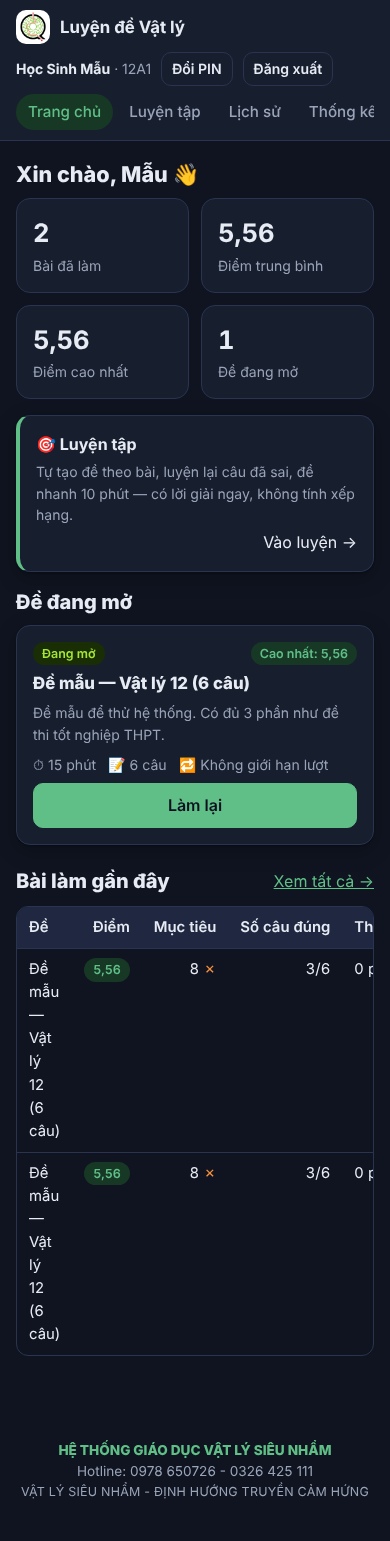 Luyện đề Vật lý
Học Sinh Mẫu · 12A1 Đổi PIN Đăng xuất
Trang chủ Luyện tập Lịch sử Thống kê
Xin chào, Mẫu 👋
2 5,56
Bài đã làm Điểm trung bình
5,56 1
Điểm cao nhất Đề đang mở
🎯 Luyện tập
Tự tạo đề theo bài, luyện lại câu đã sai, đề
nhanh 10 phút — có lời giải ngay, không tính xếp
hạng.
Vào luyện →
Đề đang mở
Đang mở Cao nhất: 5,56
Đề mẫu — Vật lý 12 (6 câu)
Đề mẫu để thử hệ thống. Có đủ 3 phần như đề
thi tốt nghiệp THPT.
⏱ 15 phút 📝 6 câu 🔁 Không giới hạn lượt
Làm lại
Bài làm gần đây Xem tất cả →
Đề Điểm Mục tiêu Số câu đúng Th
Đề 5,56 8 × 3/6 0 p
mẫu
—
Vật
lý
12
(6
câu)
Đề 5,56 8 × 3/6 0 p
mẫu
—
Vật
lý
12
(6
câu)
HỆ THỐNG GIÁO DỤC VẬT LÝ SIÊU NHẦM
Hotline: 0978 650726 - 0326 425 111
VẬT LÝ SIÊU NHẦM - ĐỊNH HƯỚNG TRUYỀN CẢM HỨNG